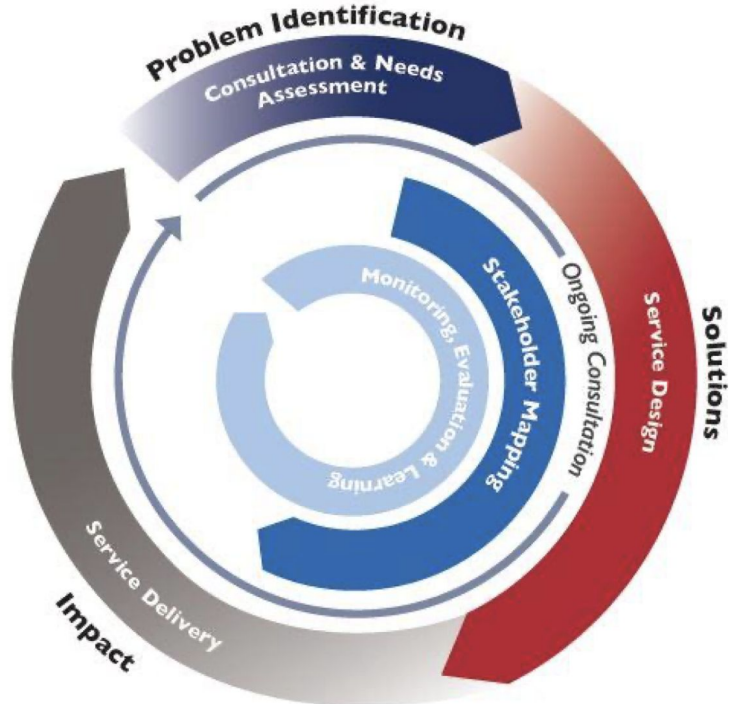 Problem Identification
Consultation & Needs
Assessment
Solutions
Service Design
Ongoing Consultation
Stakeholder Mapping
Monitoring, Evaluation & Learning
Service Delivery
Impact